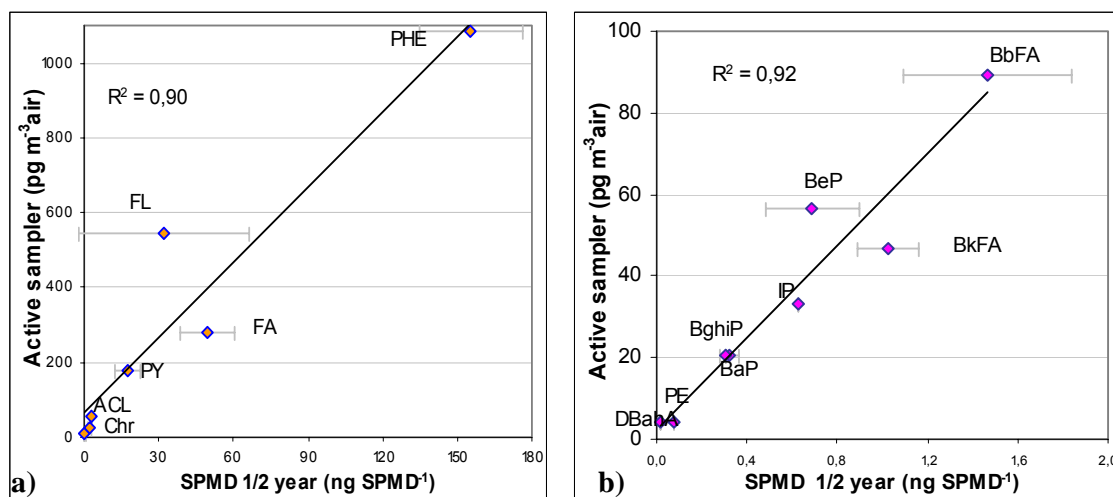 Active sampler (pg m⁻³air)
1000
800
600
400
200
0
R² = 0,90
PHE
FL
FA
PY
ACL
Chr
0 30 60 90 120 150 180
SPMD 1/2 year (ng SPMD⁻¹)
a)
Active sampler (pg m⁻³air)
100
80
60
40
20
0
R² = 0,92
BbFA
BeP
BkFA
IP
BghiP
BaP
PE
DBahA
0,0 0,4 0,8 1,2 1,6 2,0
SPMD 1/2 year (ng SPMD⁻¹)
b)